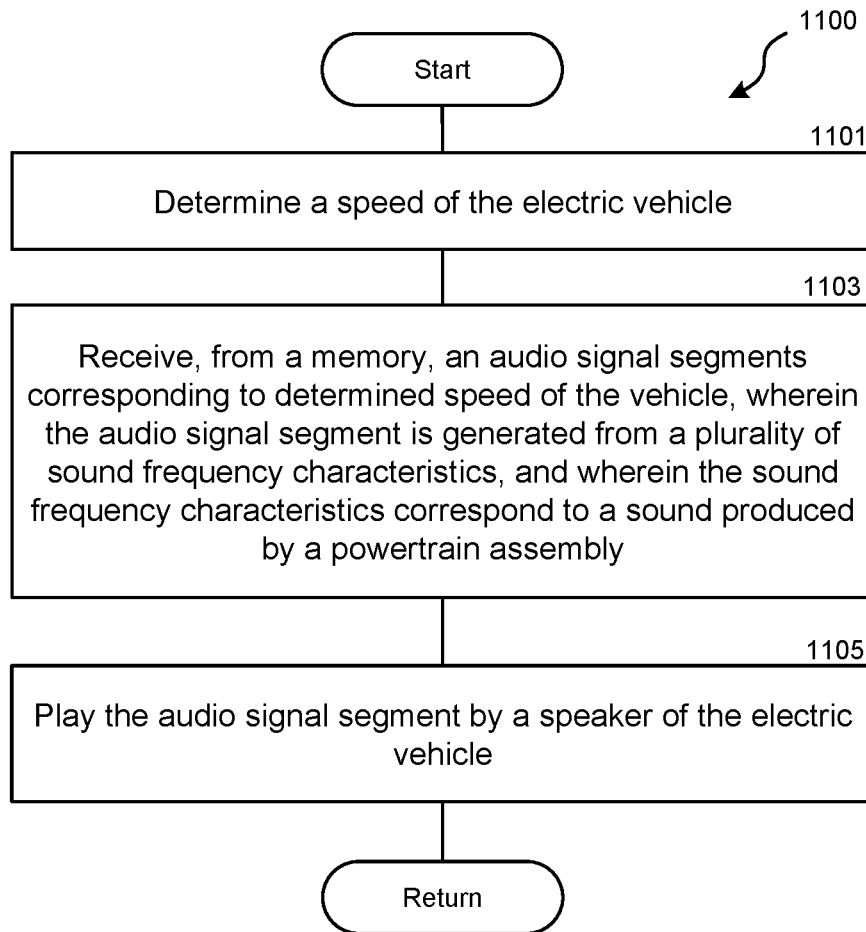 1100
Start
1101
Determine a speed of the electric vehicle
1103
Receive, from a memory, an audio signal segments
corresponding to determined speed of the vehicle, wherein
the audio signal segment is generated from a plurality of
sound frequency characteristics, and wherein the sound
frequency characteristics correspond to a sound produced
by a powertrain assembly
1105
Play the audio signal segment by a speaker of the electric
vehicle
Return